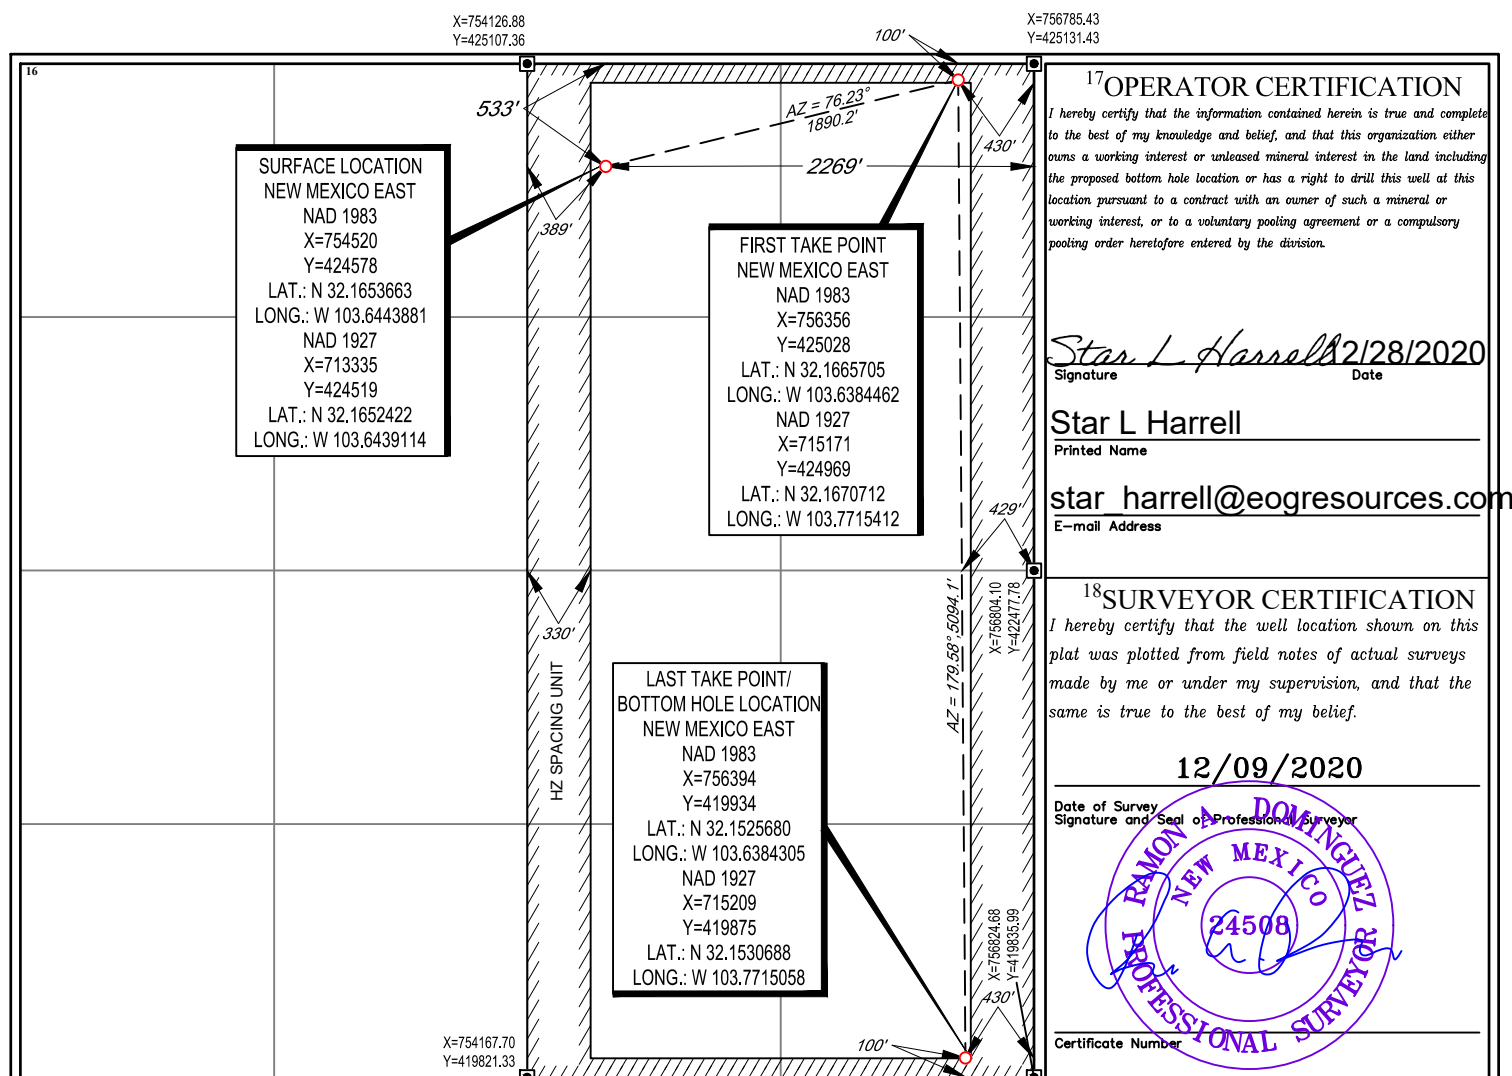 X=754126.88
Y=425107.36
X=756785.43
Y=425131.43
100'
16
533'
AZ = 76.23°
1890.2'
430'
2269'
389'
SURFACE LOCATION
NEW MEXICO EAST
NAD 1983
X=754520
Y=424578
LAT.: N 32.1653663
LONG.: W 103.6443881
NAD 1927
X=713335
Y=424519
LAT.: N 32.1652422
LONG.: W 103.6439114
FIRST TAKE POINT
NEW MEXICO EAST
NAD 1983
X=756356
Y=425028
LAT.: N 32.1665705
LONG.: W 103.6384462
NAD 1927
X=715171
Y=424969
LAT.: N 32.1670712
LONG.: W 103.7715412
429'
X=756804.10
Y=422477.78
AZ = 179.58° 5094.1'
330'
HZ SPACING UNIT
LAST TAKE POINT/
BOTTOM HOLE LOCATION
NEW MEXICO EAST
NAD 1983
X=756394
Y=419934
LAT.: N 32.1525680
LONG.: W 103.6384305
NAD 1927
X=715209
Y=419875
LAT.: N 32.1530688
LONG.: W 103.7715058
X=756824.68
Y=419835.99
430'
100'
X=754167.70
Y=419821.33
17 OPERATOR CERTIFICATION
I hereby certify that the information contained herein is true and complete
to the best of my knowledge and belief, and that this organization either
owns a working interest or unleased mineral interest in the land including
the proposed bottom hole location or has a right to drill this well at this
location pursuant to a contract with an owner of such a mineral or
working interest, or to a voluntary pooling agreement or a compulsory
pooling order heretofore entered by the division.
Star L Harrell 12/28/2020
Signature Date
Star L Harrell
Printed Name
star_harrell@eogresources.com
E-mail Address
18 SURVEYOR CERTIFICATION
I hereby certify that the well location shown on this
plat was plotted from field notes of actual surveys
made by me or under my supervision, and that the
same is true to the best of my belief.
12/09/2020
Date of Survey
Signature and Seal of Professional Surveyor
RAMON A. DOMINGUEZ
NEW MEXICO
24508
PROFESSIONAL SURVEYOR
Certificate Number